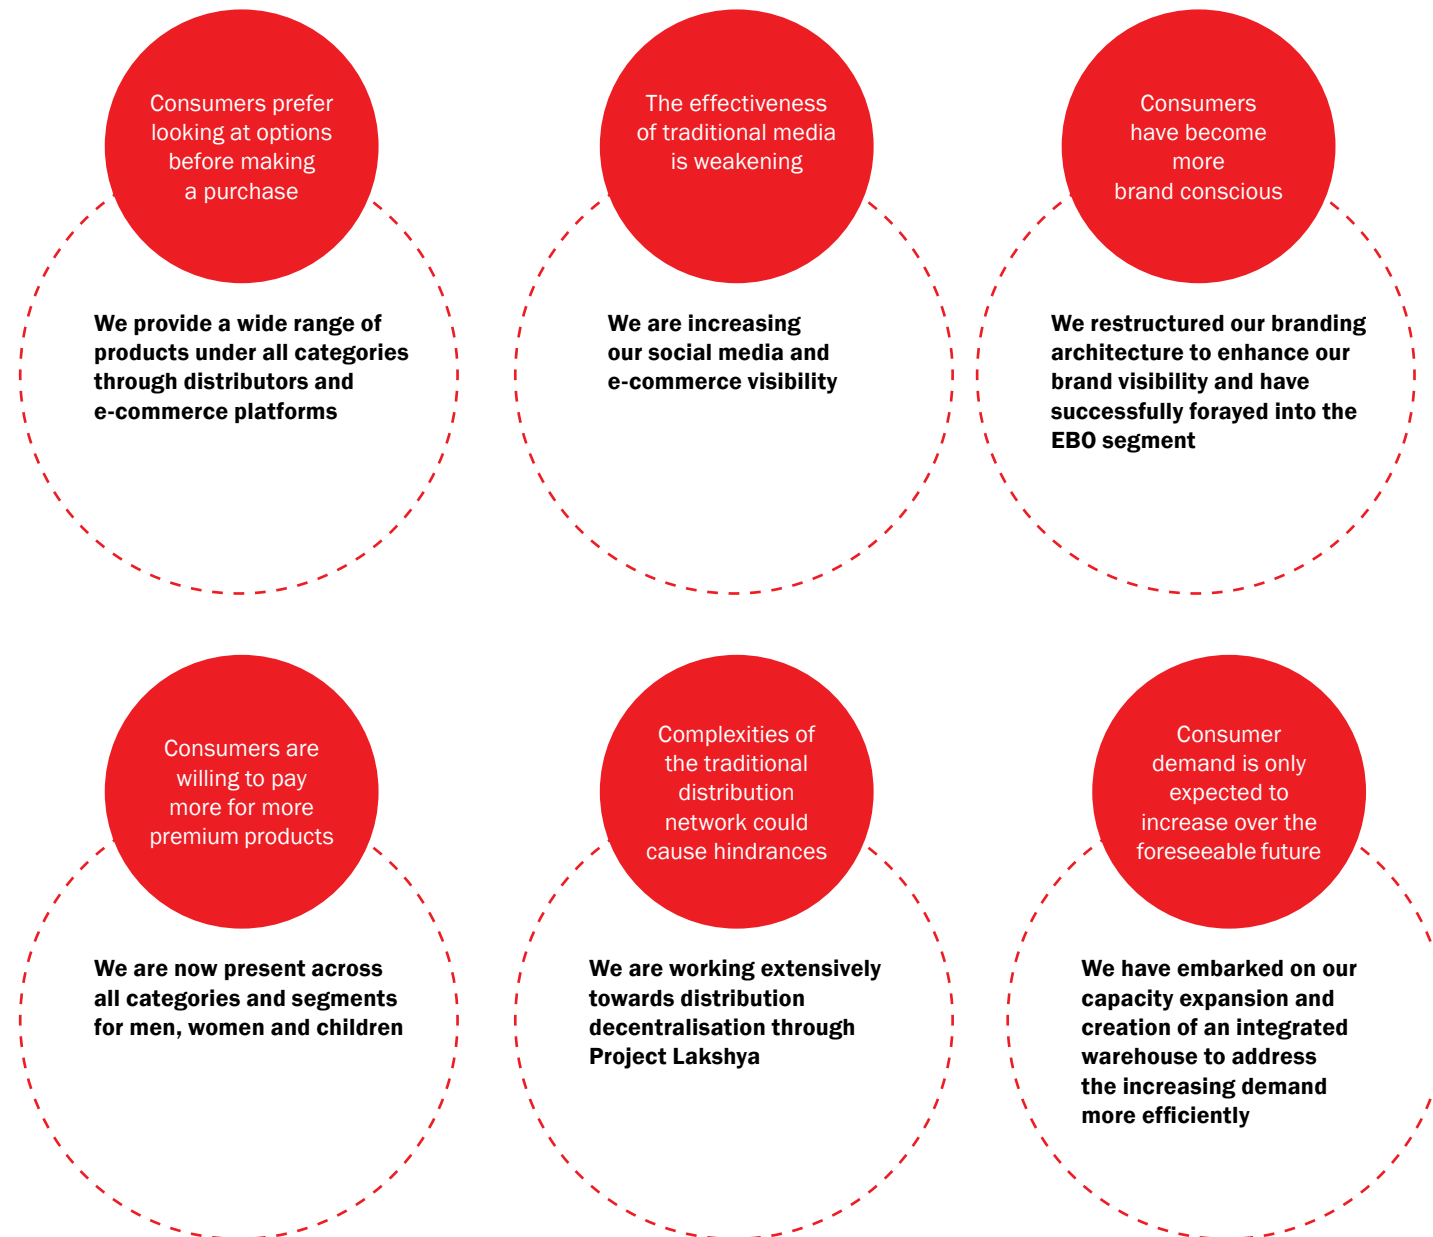 Consumers prefer
looking at options
before making
a purchase
We provide a wide range of
products under all categories
through distributors and
e-commerce platforms
The effectiveness
of traditional media
is weakening
We are increasing
our social media and
e-commerce visibility
Consumers
have become
more
brand conscious
We restructured our branding
architecture to enhance our
brand visibility and have
successfully forayed into the
EBO segment
Consumers are
willing to pay
more for more
premium products
We are now present across
all categories and segments
for men, women and children
Complexities of
the traditional
distribution
network could
cause hindrances
We are working extensively
towards distribution
decentralisation through
Project Lakshya
Consumer
demand is only
expected to
increase over the
foreseeable future
We have embarked on our
capacity expansion and
creation of an integrated
warehouse to address
the increasing demand
more efficiently